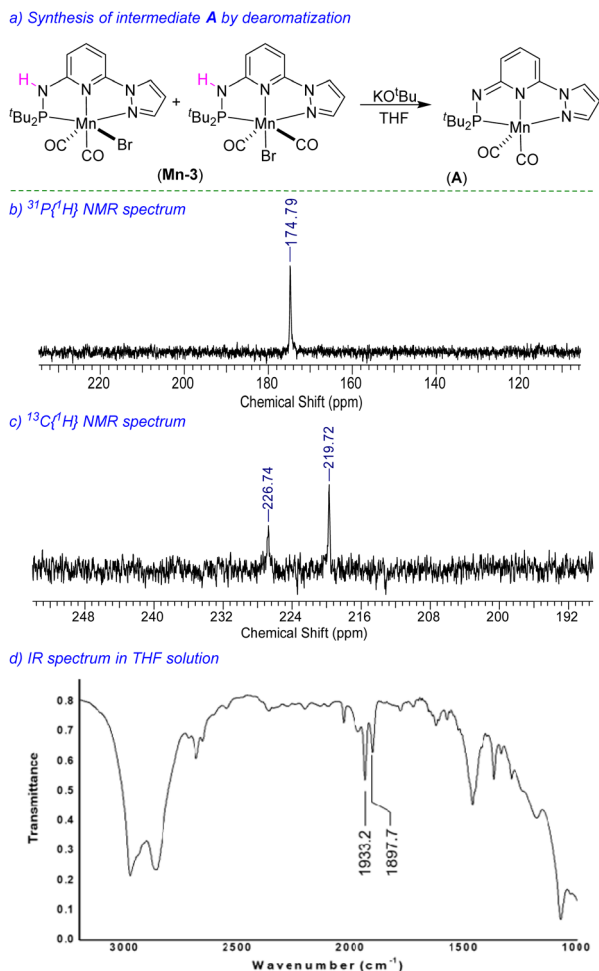 a) Synthesis of intermediate A by dearomatization
H
N
N
N
N
ᵗBu₂P
Mn
OC
CO
Br
+
H
N
N
N
N
ᵗBu₂P
Mn
OC
CO
Br
(Mn-3)
KOᵗBu
THF
N
N
N
N
ᵗBu₂P
Mn
OC
CO
(A)
b) ³¹P{¹H} NMR spectrum
174.79
220 200 180 160 140 120
Chemical Shift (ppm)
c) ¹³C{¹H} NMR spectrum
226.74
219.72
248 240 232 224 216 208 200 192
Chemical Shift (ppm)
d) IR spectrum in THF solution
Transmittance
0.8
0.7
0.6
0.5
0.4
0.3
0.2
0.1
0.0
1933.2
1897.7
3000 2500 2000 1500 1000
Wavenumber (cm⁻¹)